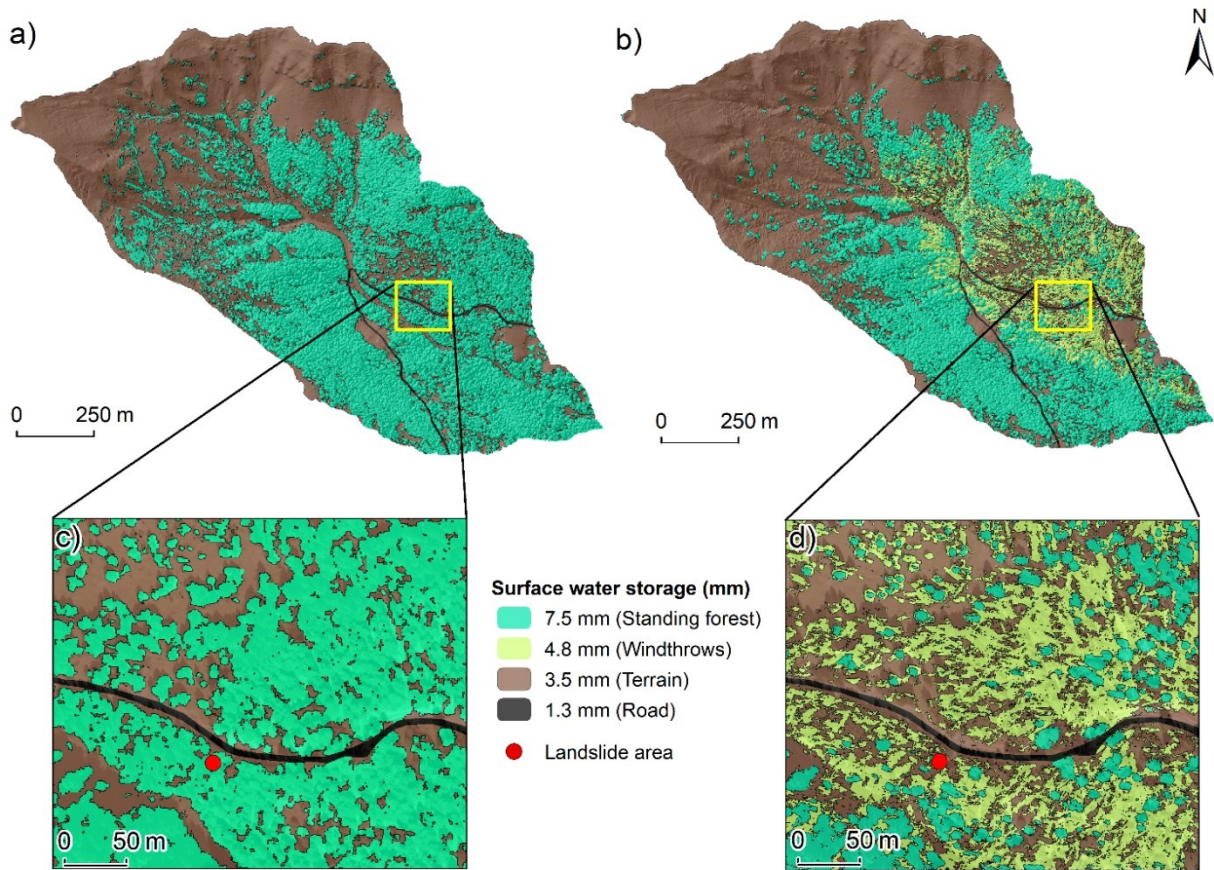 a)
b)
N
0 250 m
0 250 m
c)
d)
Surface water storage (mm)
7.5 mm (Standing forest)
4.8 mm (Windthrows)
3.5 mm (Terrain)
1.3 mm (Road)
Landslide area
0 50 m
0 50 m